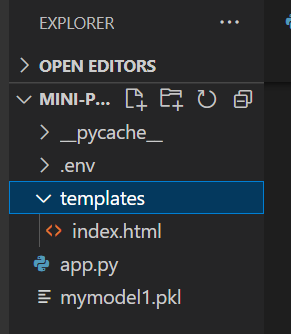 EXPLORER ...
OPEN EDITORS
MINI-P...
__pycache__
.env
templates
index.html
app.py
mymodel1.pkl